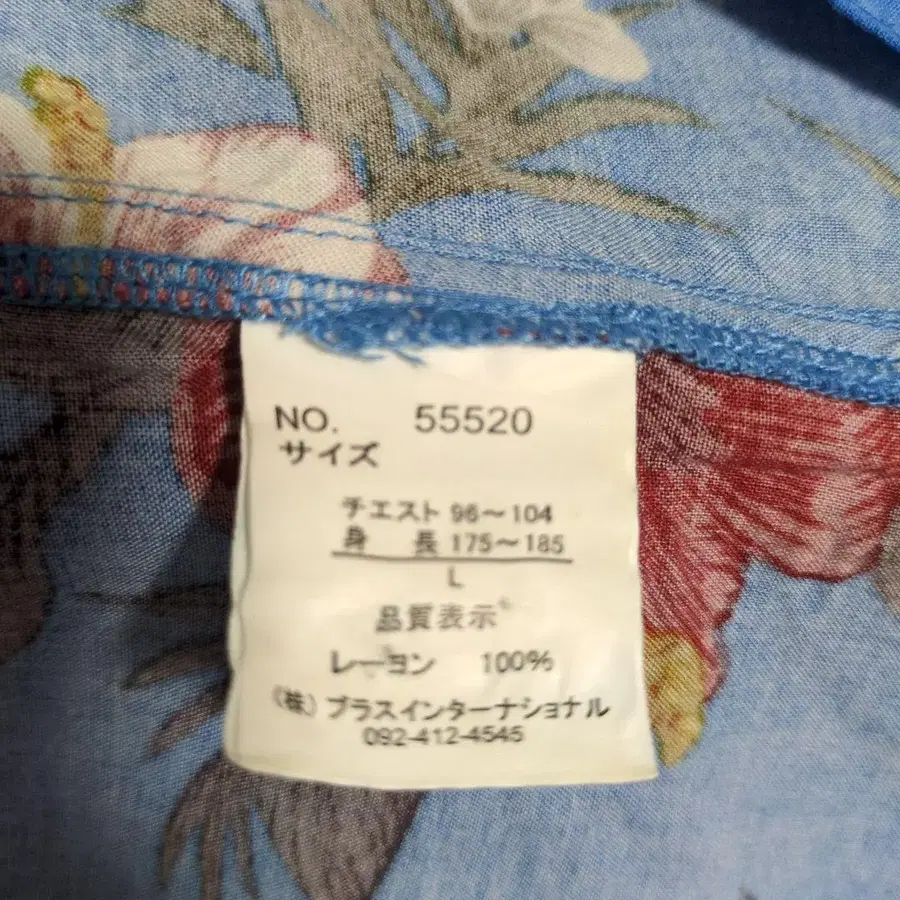 NO. 55520
サイズ
チエスト 96～104
身 長 175～185
L
品質表示
レーヨン 100%
(株) プラスインターナショナル
092-412-4545